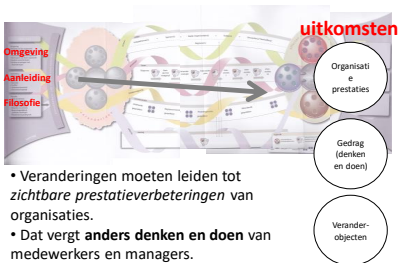 uitkomsten
Omgeving
Aanleiding
Filosofie
Organisati
e
prestaties
Gedrag
(denken
en doen)
Verander-
objecten
• Veranderingen moeten leiden tot
zichtbare prestatieverbeteringen van
organisaties.
• Dat vergt anders denken en doen van
medewerkers en managers.